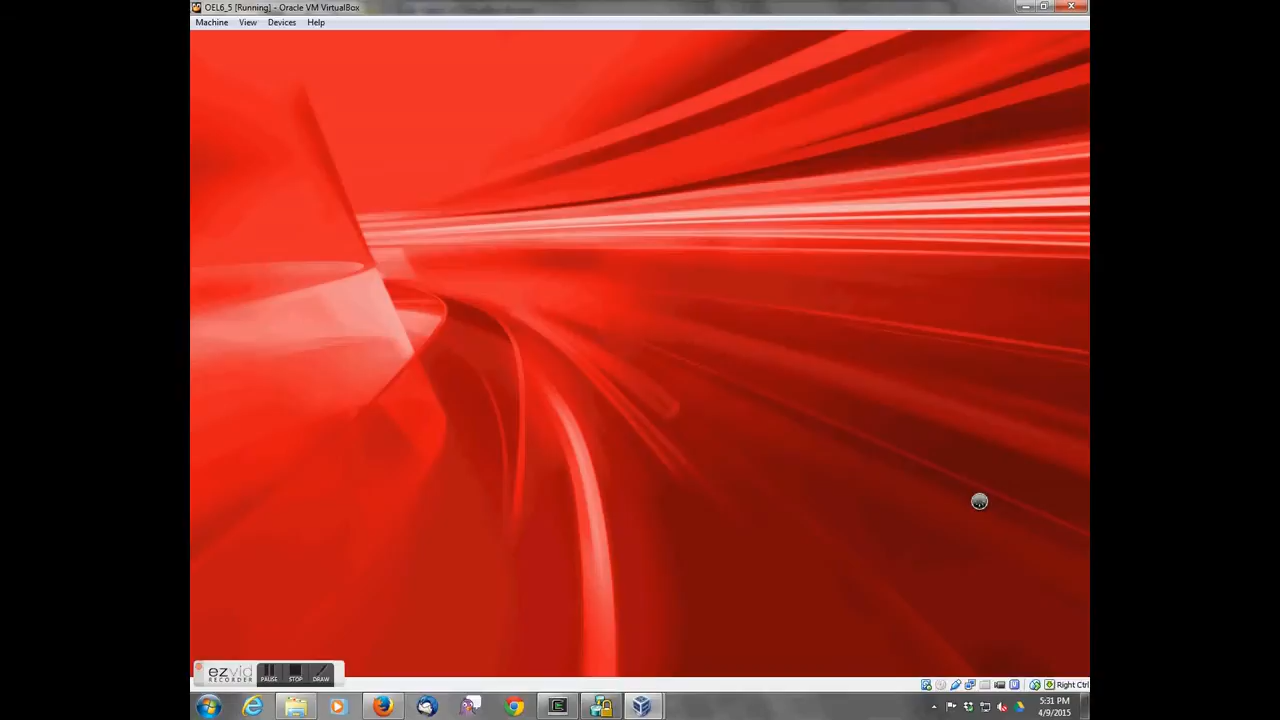 OEL6_5 [Running] - Oracle VM VirtualBox
Machine View Devices Help
ezvid
RECORDER
PAUSE STOP DRAW
Right Ctrl
5:31 PM
4/9/2015